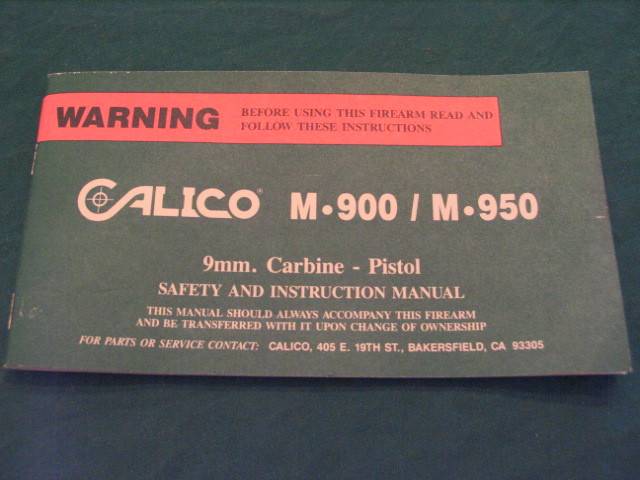 WARNING
BEFORE USING THIS FIREARM READ AND
FOLLOW THESE INSTRUCTIONS
CALICO® M•900 / M•950
9mm. Carbine - Pistol
SAFETY AND INSTRUCTION MANUAL
THIS MANUAL SHOULD ALWAYS ACCOMPANY THIS FIREARM
AND BE TRANSFERRED WITH IT UPON CHANGE OF OWNERSHIP
FOR PARTS OR SERVICE CONTACT: CALICO, 405 E. 19TH ST., BAKERSFIELD, CA 93305